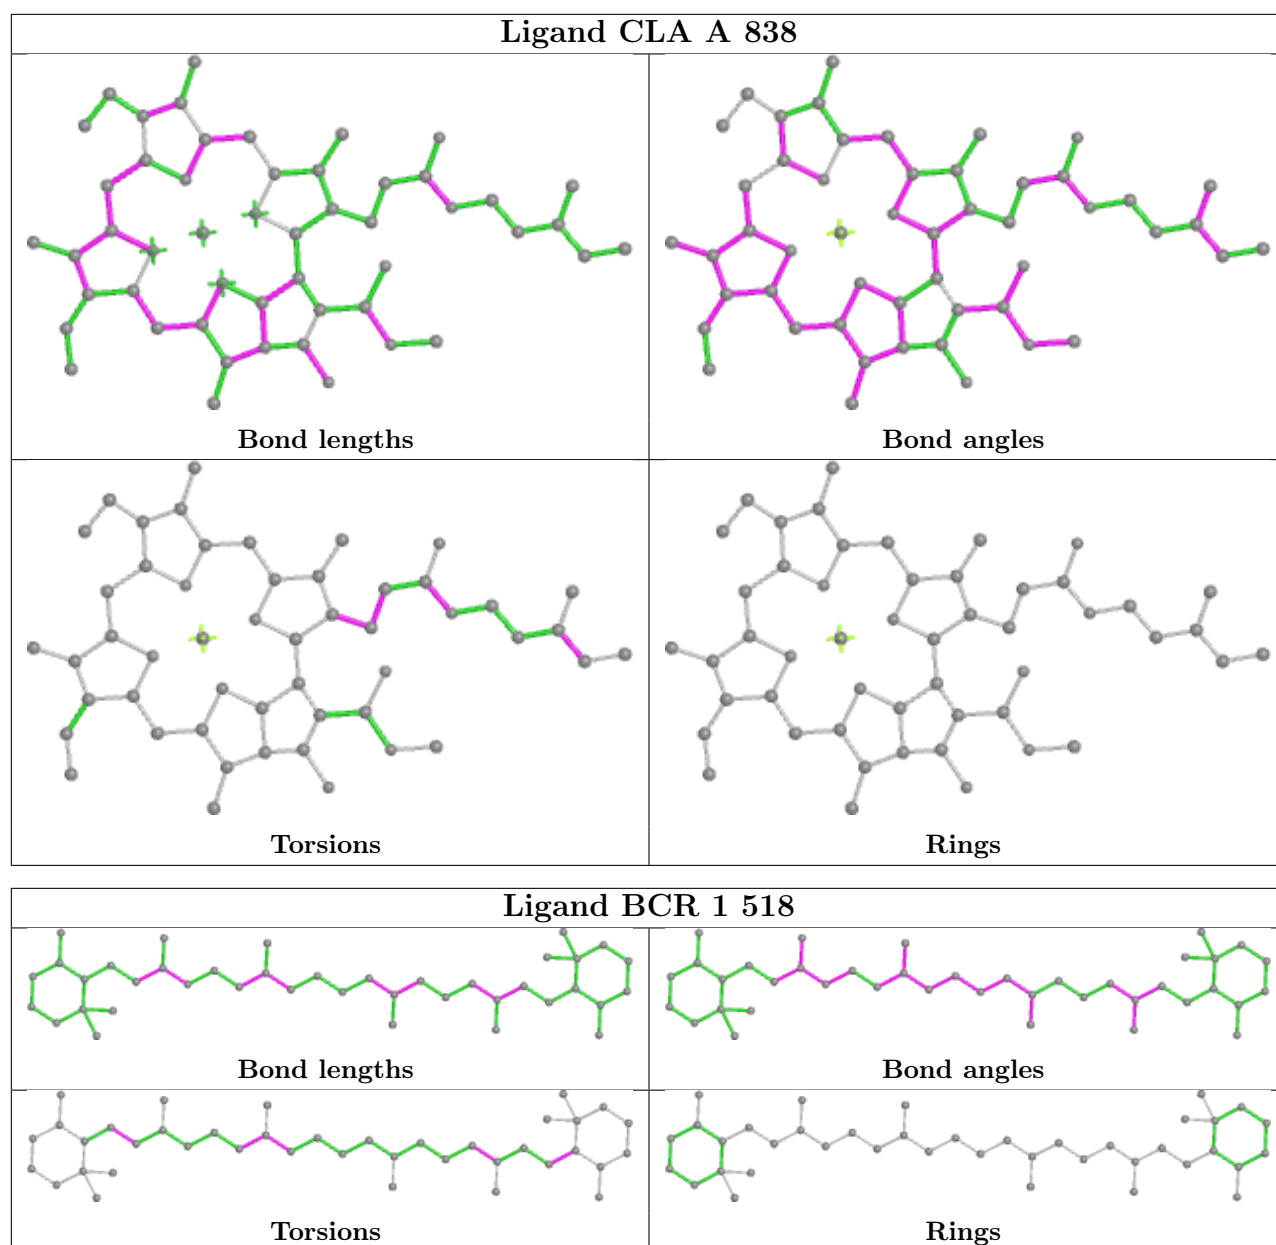 Ligand CLA A 838
Bond lengths
Bond angles
Torsions
Rings
Ligand BCR 1 518
Bond lengths
Bond angles
Torsions
Rings